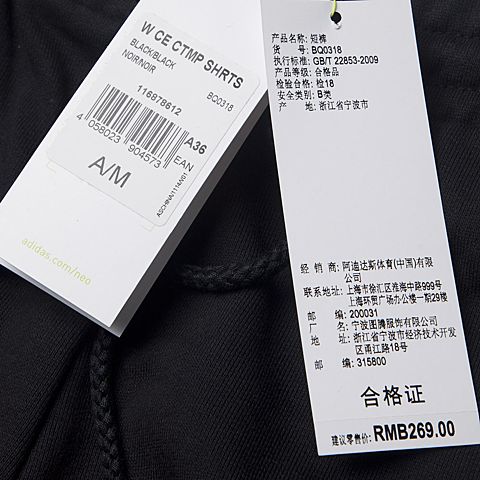 W CE CTMP SHRTS
BLACK/BLACK
NOIR/NOIR
BQ0318
116878612
A36
4 058023 904573
EAN
A/M
ASCHINA/1114/V01
adidas.com/neo
产品名称: 短裤
货 号: BQ0318
执行标准: GB/T 22853-2009
产品等级: 合格品
检验合格: 检18
安全类别: B类
产 地: 浙江省宁波市
经 销 商: 阿迪达斯体育(中国)有限
公司
联系地址: 上海市徐汇区淮海中路999号
上海环贸广场办公楼一期29楼
邮 编: 200031
厂 名: 宁波图腾服饰有限公司
地 址: 浙江省宁波市经济技术开发
区甬江路18号
邮 编: 315800
合格证
建议零售价: RMB269.00